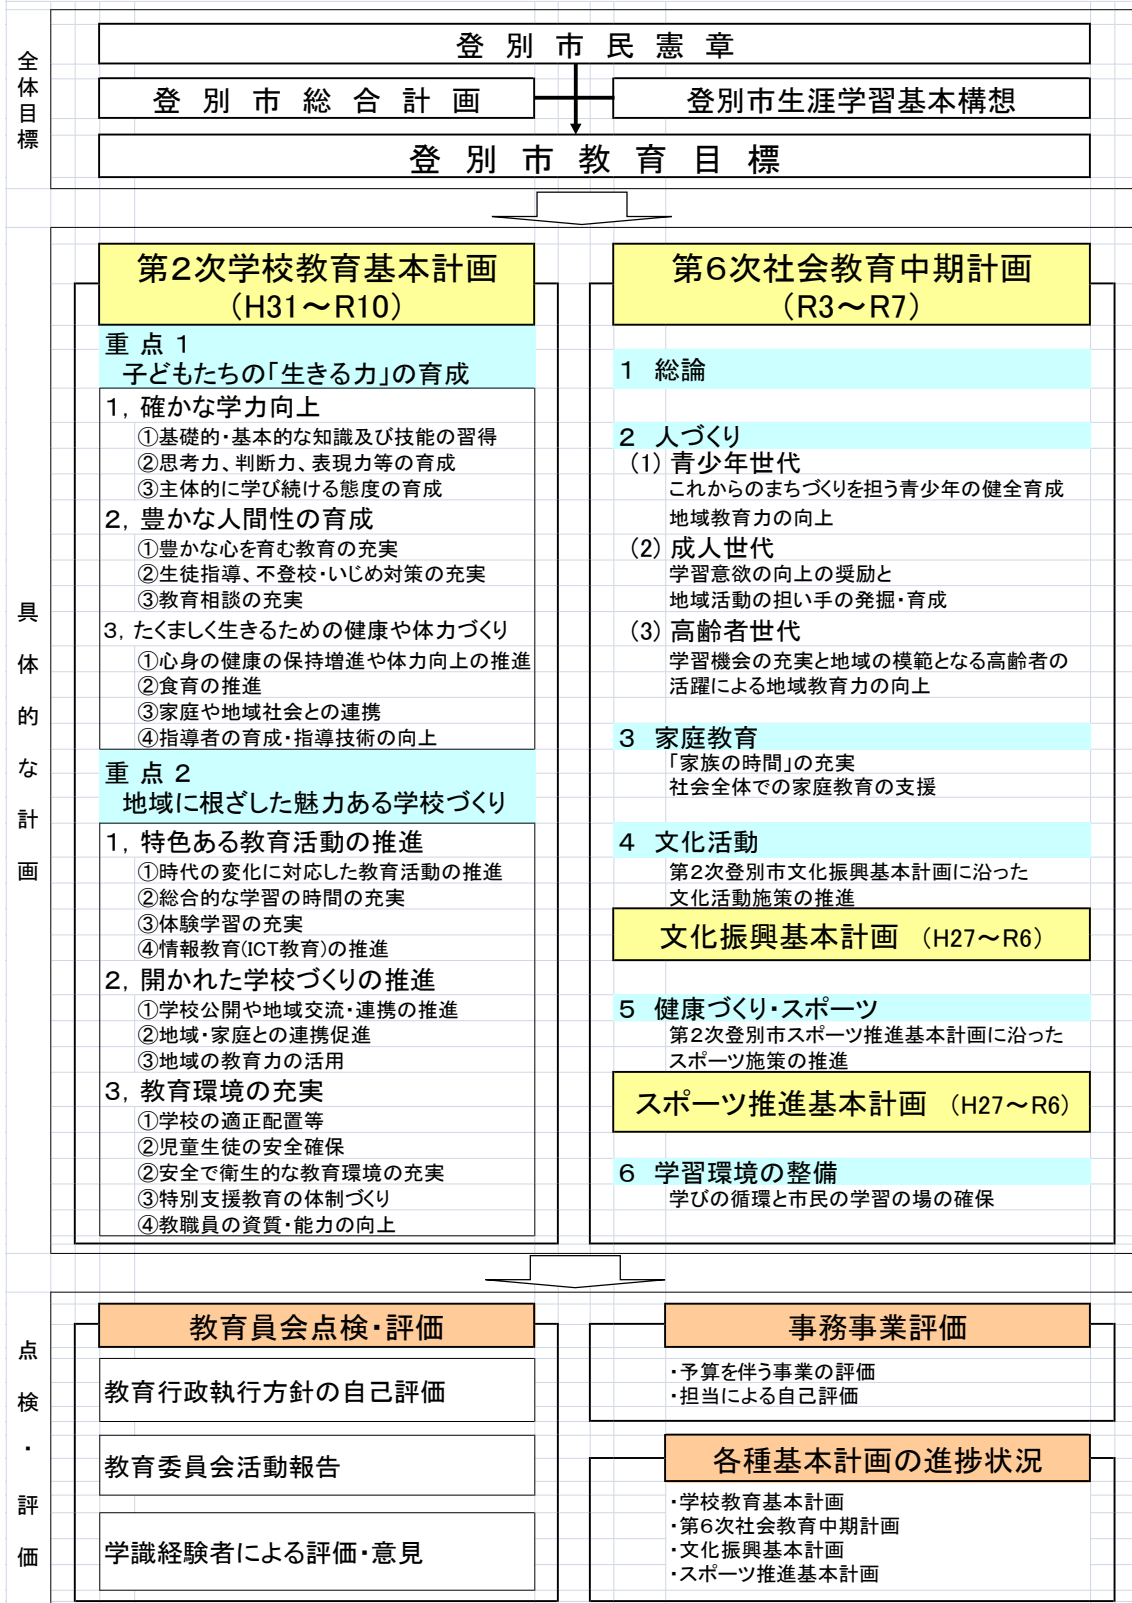 全体目標
登別市民憲章
登別市総合計画
登別市生涯学習基本構想
登別市教育目標
具体的な計画
第2次学校教育基本計画
（H31～R10）
重点1
子どもたちの「生きる力」の育成
1，確かな学力向上
①基礎的・基本的な知識及び技能の習得
②思考力、判断力、表現力等の育成
③主体的に学び続ける態度の育成
2，豊かな人間性の育成
①豊かな心を育む教育の充実
②生徒指導、不登校・いじめ対策の充実
③教育相談の充実
3，たくましく生きるための健康や体力づくり
①心身の健康の保持増進や体力向上の推進
②食育の推進
③家庭や地域社会との連携
④指導者の育成・指導技術の向上
重点2
地域に根ざした魅力ある学校づくり
1，特色ある教育活動の推進
①時代の変化に対応した教育活動の推進
②総合的な学習の時間の充実
③体験学習の充実
④情報教育(ICT教育)の推進
2，開かれた学校づくりの推進
①学校公開や地域交流・連携の推進
②地域・家庭との連携促進
③地域の教育力の活用
3，教育環境の充実
①学校の適正配置等
②児童生徒の安全確保
②安全で衛生的な教育環境の充実
③特別支援教育の体制づくり
④教職員の資質・能力の向上
第6次社会教育中期計画
（R3～R7）
1 総論
2 人づくり
(1) 青少年世代
これからのまちづくりを担う青少年の健全育成
地域教育力の向上
(2) 成人世代
学習意欲の向上の奨励と
地域活動の担い手の発掘・育成
(3) 高齢者世代
学習機会の充実と地域の模範となる高齢者の
活躍による地域教育力の向上
3 家庭教育
「家族の時間」の充実
社会全体での家庭教育の支援
4 文化活動
第2次登別市文化振興基本計画に沿った
文化活動施策の推進
文化振興基本計画 （H27～R6）
5 健康づくり・スポーツ
第2次登別市スポーツ推進基本計画に沿った
スポーツ施策の推進
スポーツ推進基本計画 （H27～R6）
6 学習環境の整備
学びの循環と市民の学習の場の確保
点検・評価
教育員会点検・評価
教育行政執行方針の自己評価
教育委員会活動報告
学識経験者による評価・意見
事務事業評価
・予算を伴う事業の評価
・担当による自己評価
各種基本計画の進捗状況
・学校教育基本計画
・第6次社会教育中期計画
・文化振興基本計画
・スポーツ推進基本計画